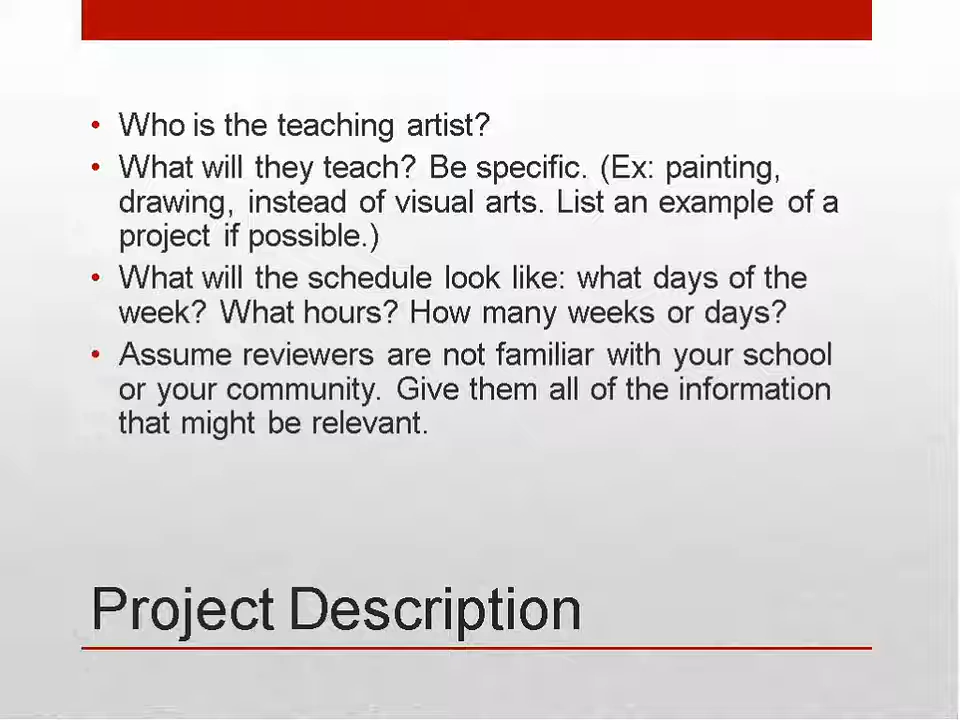 • Who is the teaching artist?
• What will they teach? Be specific. (Ex: painting,
drawing, instead of visual arts. List an example of a
project if possible.)
• What will the schedule look like: what days of the
week? What hours? How many weeks or days?
• Assume reviewers are not familiar with your school
or your community. Give them all of the information
that might be relevant.
Project Description